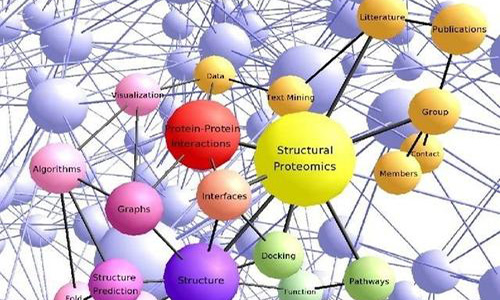 Litterature
Publications
Data
Visualization
Text Mining
Group
Protein-Protein
Interactions
Structural
Proteomics
Contact
Algorithms
Members
Interfaces
Graphs
Docking
Structure
Structure
Prediction
Pathways
Function
Fold